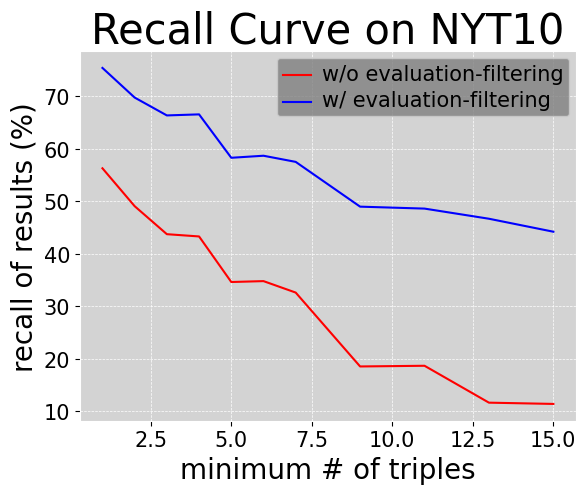 Recall Curve on NYT10
w/o evaluation-filtering
w/ evaluation-filtering
recall of results (%)
70
60
50
40
30
20
10
2.5 5.0 7.5 10.0 12.5 15.0
minimum # of triples